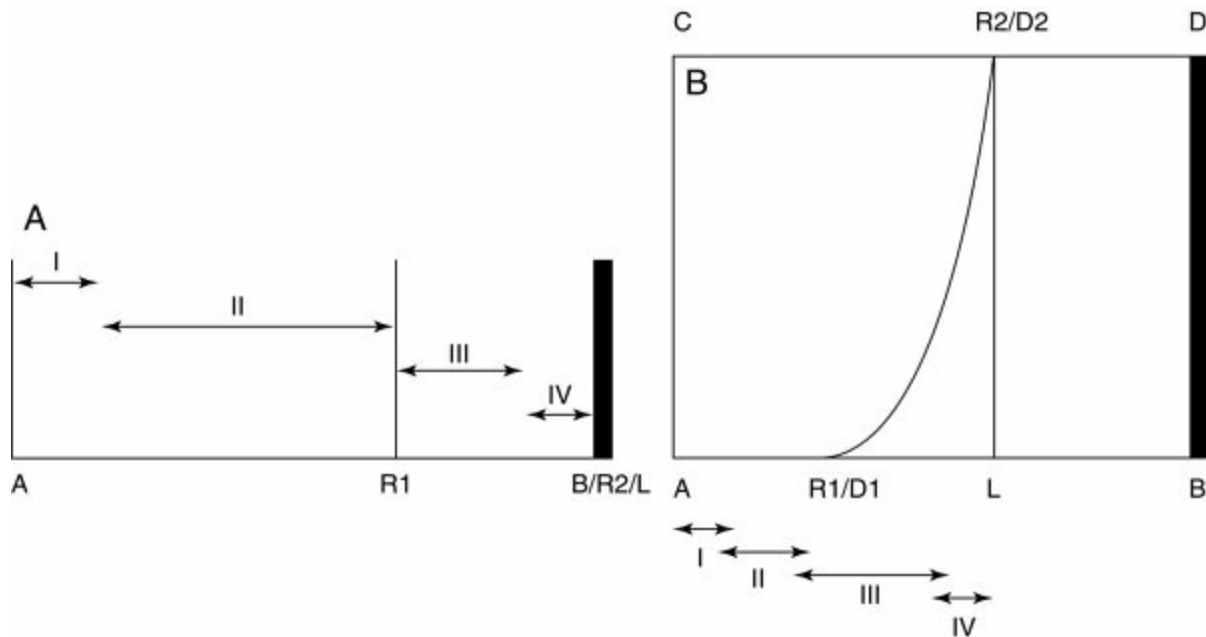 A
I
II
III
IV
A R1 B/R2/L
C R2/D2 D
B
A R1/D1 L B
I
II
III
IV